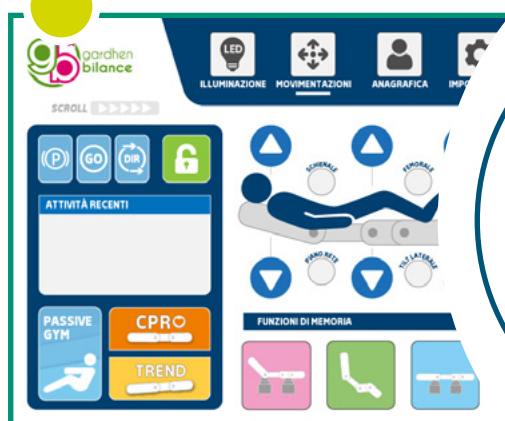 gardhen
bilance
SCROLL
LED
ILLUMINAZIONE
MOVIMENTAZIONI
ANAGRAFICA
(P)
GO
DIR
ATTIVITÀ RECENTI
SCHIENALE
FEMORALE
PIANO RETE
TILT LATERALE
PASSIVE
GYM
CPR
TREND
FUNZIONI DI MEMORIA